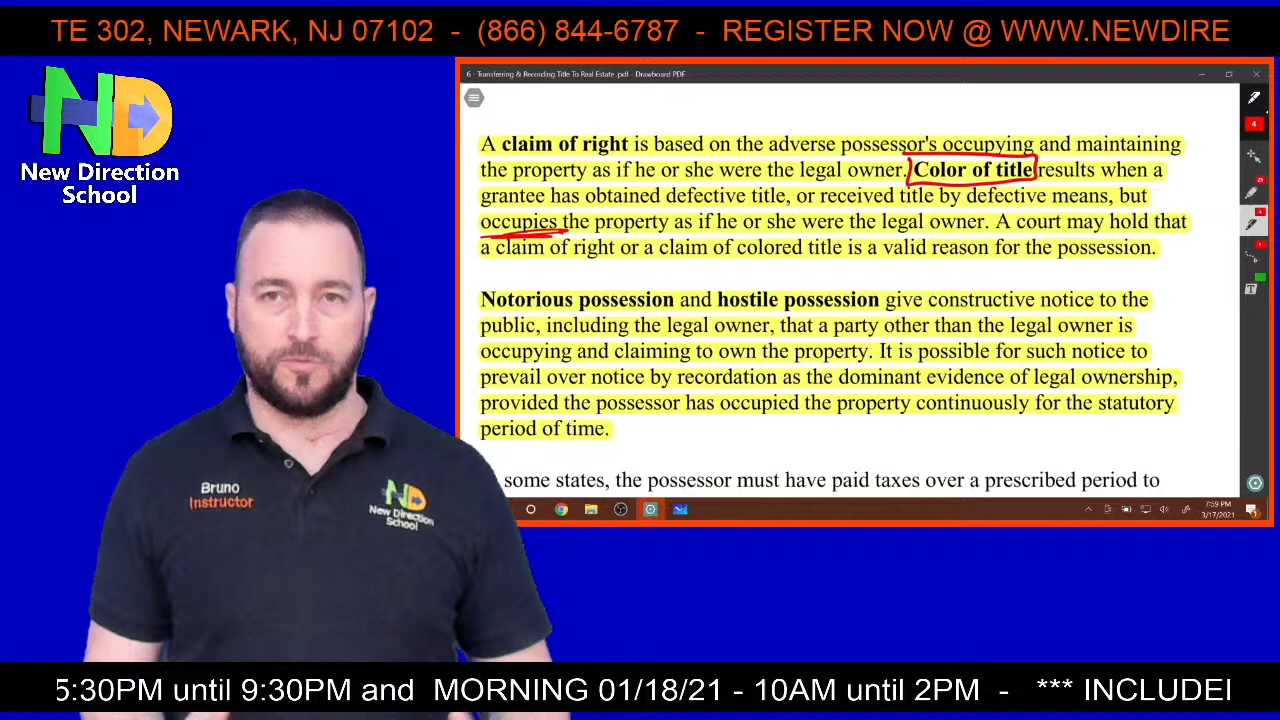 TE 302, NEWARK, NJ 07102 - (866) 844-6787 - REGISTER NOW @ WWW.NEWDIRE
ND
New Direction
School
6 - Transferring & Recording Title To Real Estate .pdf - Drawboard PDF
A claim of right is based on the adverse possessor's occupying and maintaining
the property as if he or she were the legal owner. Color of title results when a
grantee has obtained defective title, or received title by defective means, but
occupies the property as if he or she were the legal owner. A court may hold that
a claim of right or a claim of colored title is a valid reason for the possession.
Notorious possession and hostile possession give constructive notice to the
public, including the legal owner, that a party other than the legal owner is
occupying and claiming to own the property. It is possible for such notice to
prevail over notice by recordation as the dominant evidence of legal ownership,
provided the possessor has occupied the property continuously for the statutory
period of time.
some states, the possessor must have paid taxes over a prescribed period to
7:59 PM
3/17/2021
Bruno
Instructor
ND
New Direction
School
5:30PM until 9:30PM and MORNING 01/18/21 - 10AM until 2PM - *** INCLUDE